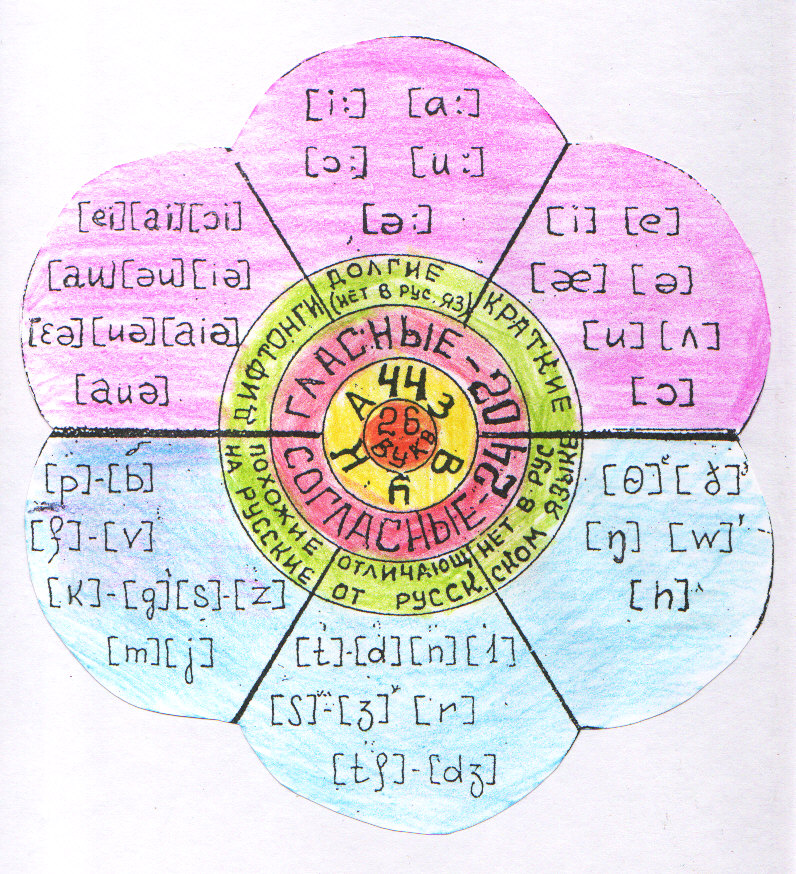 [i:] [a:]
[ɔ:] [u:]
[ə:]
[ei] [ai] [ɔi]
[au] [əu] [iə]
[εə] [uə] [aiə]
[auə]
[i] [e]
[æ] [ə]
[u] [ʌ]
[ɔ]
ДИФТОНГИ
ДОЛГИЕ
(НЕТ В РУС. ЯЗ)
КРАТКИЕ
ГЛАСНЫЕ-20
44 ЗВУКА
26
БУКВ
СОГЛАСНЫЕ-24
ПОХОЖИЕ
НА РУССКИЕ
ОТЛИЧАЮЩ
ОТ РУССК.
НЕТ В РУС
СКОМ ЯЗЫКЕ
[p]-[b]
[f]-[v]
[k]-[g] [s]-[z]
[m] [j]
[t]-[d] [n] [l]
[ʃ]-[ʒ] [r]
[tʃ]-[dʒ]
[θ] [ð]
[ŋ] [w]
[h]